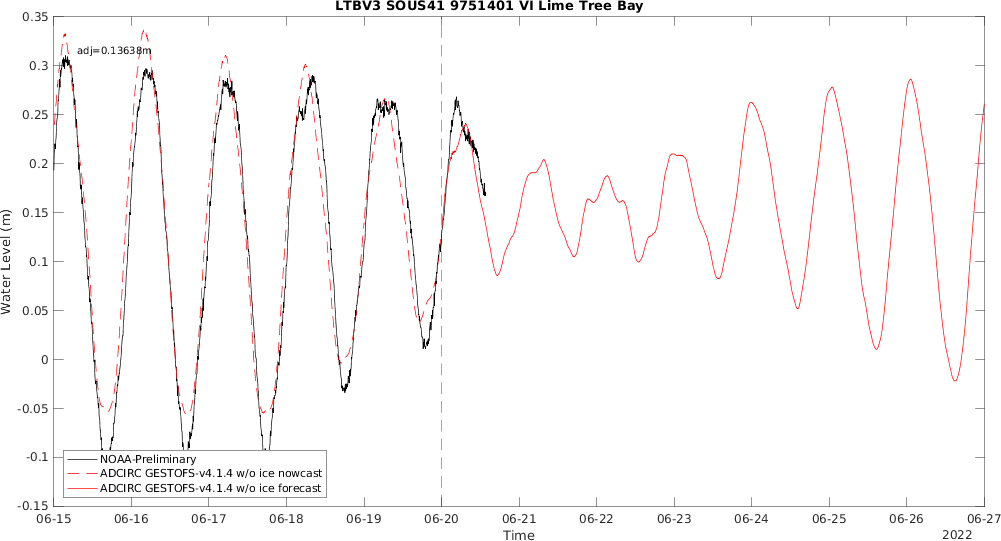 LTBV3 SOUS41 9751401 VI Lime Tree Bay
adj=0.13638m
Water Level (m)
0.35
0.3
0.25
0.2
0.15
0.1
0.05
0
-0.05
-0.1
-0.15
NOAA-Preliminary
ADCIRC GESTOFS-v4.1.4 w/o ice nowcast
ADCIRC GESTOFS-v4.1.4 w/o ice forecast
06-15 06-16 06-17 06-18 06-19 06-20 06-21 06-22 06-23 06-24 06-25 06-26 06-27
Time
2022